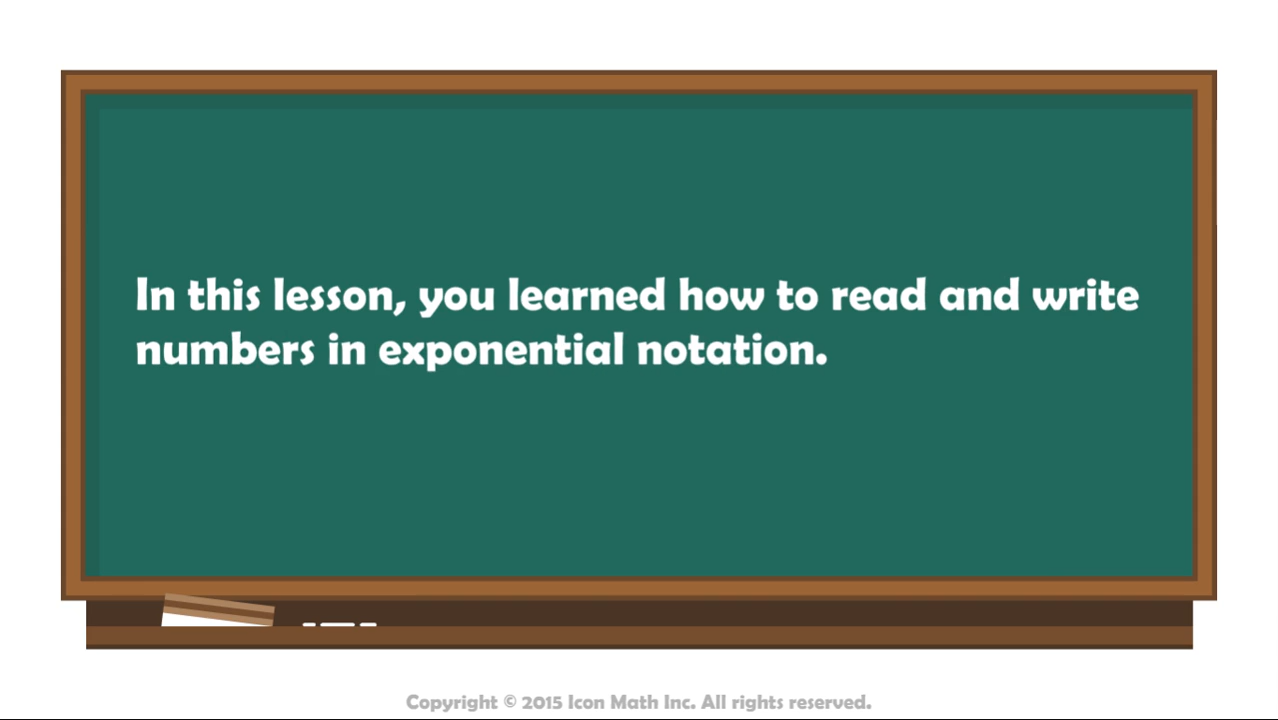 In this lesson, you learned how to read and write
numbers in exponential notation.
Copyright © 2015 Icon Math Inc. All rights reserved.